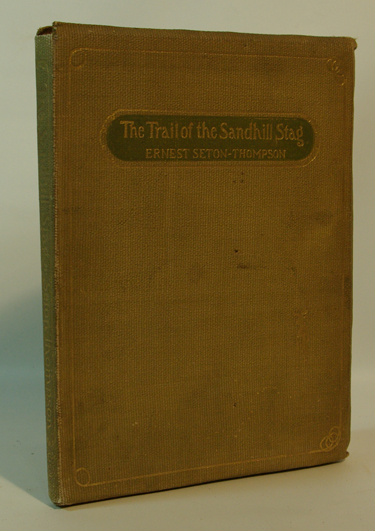 The Trail of the Sandhill Stag
ERNEST SETON-THOMPSON